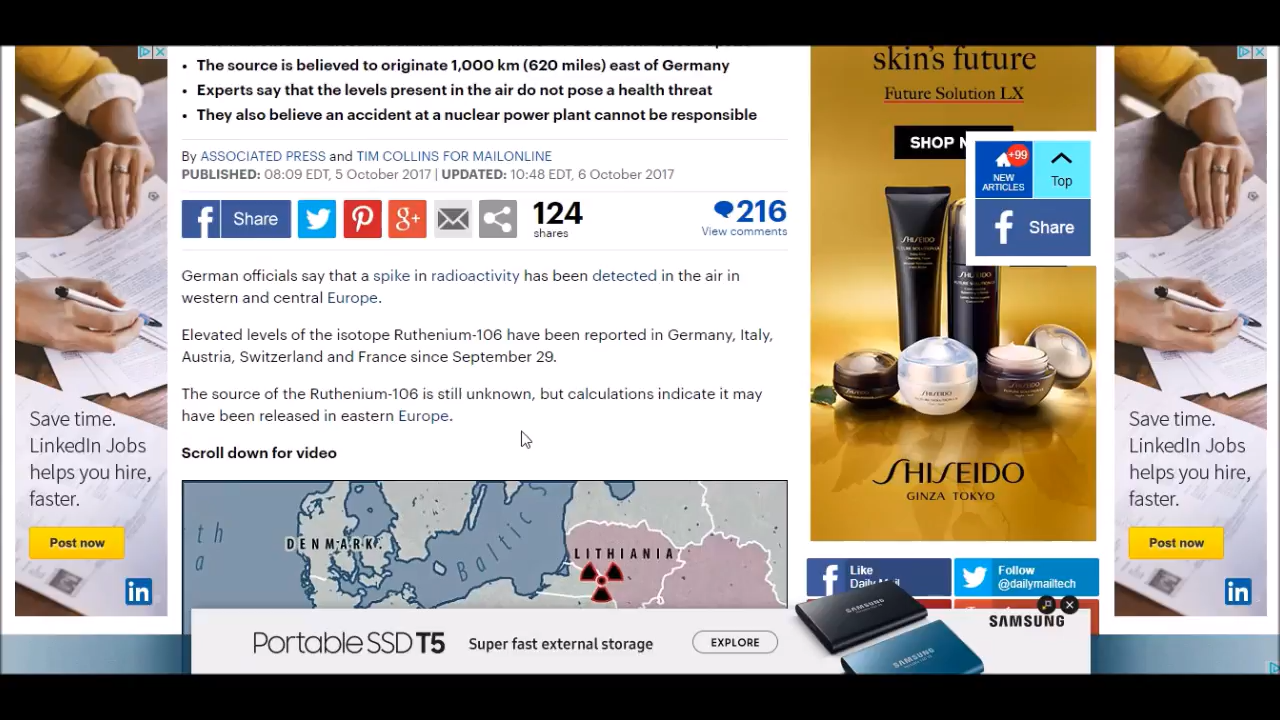 The source is believed to originate 1,000 km (620 miles) east of Germany
Experts say that the levels present in the air do not pose a health threat
They also believe an accident at a nuclear power plant cannot be responsible
By ASSOCIATED PRESS and TIM COLLINS FOR MAILONLINE
PUBLISHED: 08:09 EDT, 5 October 2017 | UPDATED: 10:48 EDT, 6 October 2017
Share
g+
124
shares
216
View comments
German officials say that a spike in radioactivity has been detected in the air in
western and central Europe.
Elevated levels of the isotope Ruthenium-106 have been reported in Germany, Italy,
Austria, Switzerland and France since September 29.
The source of the Ruthenium-106 is still unknown, but calculations indicate it may
have been released in eastern Europe.
Scroll down for video
th
a
DENMARK
Baltic
LITHIANIA
Save time.
LinkedIn Jobs
helps you hire,
faster.
Post now
in
skin's future
Future Solution LX
SHOP N
+99
NEW
ARTICLES
Top
Share
SHISEIDO
SHISEIDO
GINZA TOKYO
Like
Daily Mail
Follow
@dailymailtech
Save time.
LinkedIn Jobs
helps you hire,
faster.
Post now
in
Portable SSD T5
Super fast external storage
EXPLORE
SAMSUNG
SAMSUNG
SAMSUNG